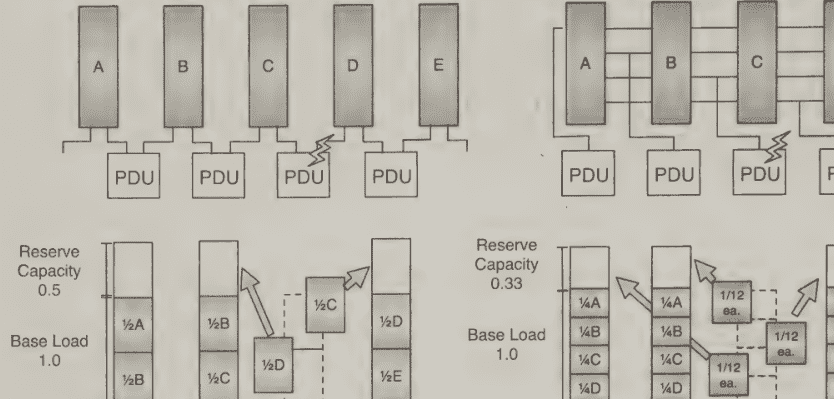 A B C D E
PDU PDU PDU PDU
Reserve
Capacity
0.5
Base Load
1.0
½A
½B
½B
½C
½D
½C
½D
½E
A B C
PDU PDU PDU
Reserve
Capacity
0.33
Base Load
1.0
¼A
¼B
¼C
¼D
¼A
¼B
¼C
¼D
1/12
ea.
1/12
ea.
1/12
ea.